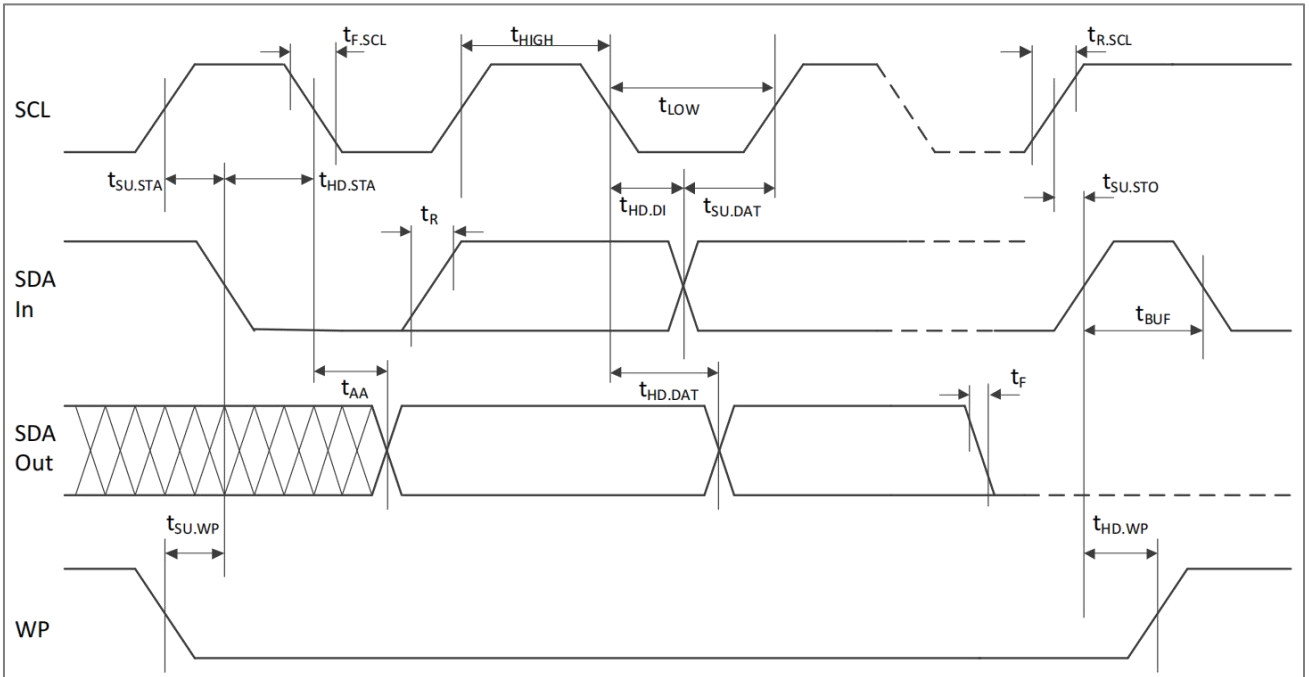 tF.SCL
tHIGH
tR.SCL
SCL
tLOW
tSU.STA
tHD.STA
tHD.DI
tSU.DAT
tSU.STO
tR
SDA
In
tBUF
tAA
tHD.DAT
tF
SDA
Out
tSU.WP
tHD.WP
WP